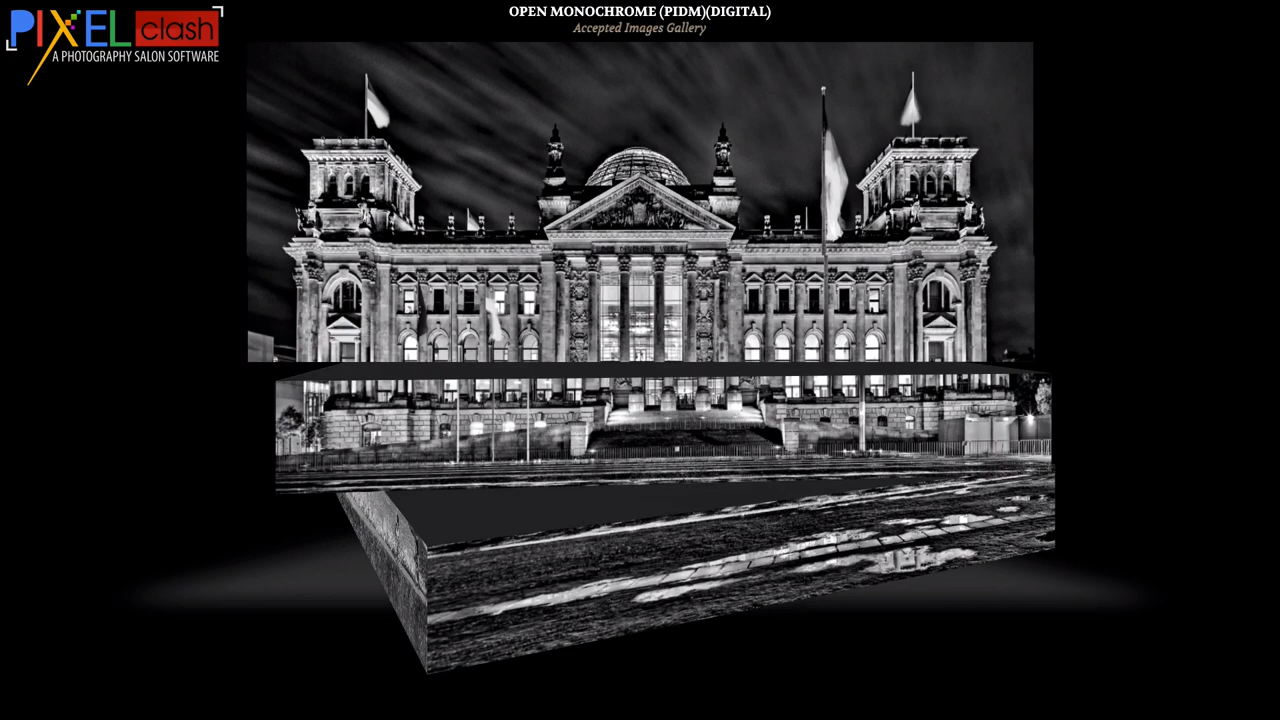 OPEN MONOCHROME (PIDM)(DIGITAL)
Accepted Images Gallery
PIXEL clash
A PHOTOGRAPHY SALON SOFTWARE